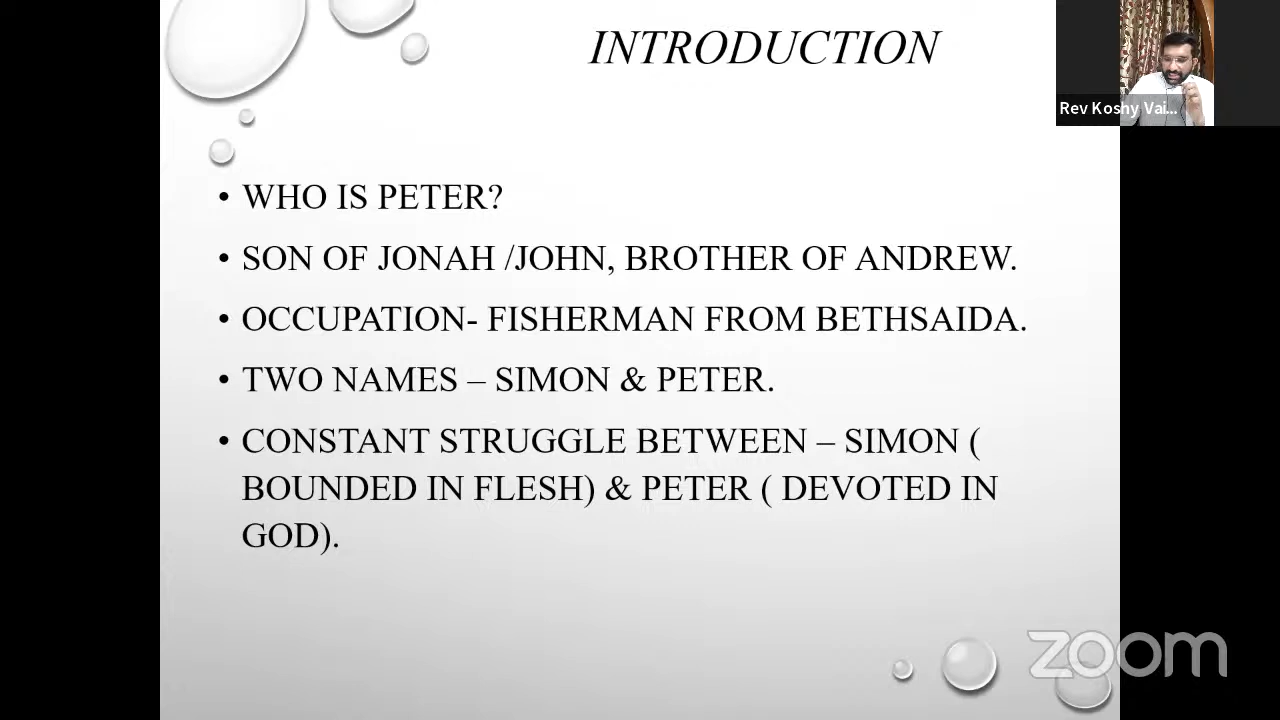 INTRODUCTION
Rev Koshy Vai...
• WHO IS PETER?
• SON OF JONAH /JOHN, BROTHER OF ANDREW.
• OCCUPATION- FISHERMAN FROM BETHSAIDA.
• TWO NAMES – SIMON & PETER.
• CONSTANT STRUGGLE BETWEEN – SIMON (
BOUNDED IN FLESH) & PETER ( DEVOTED IN
GOD).
zoom